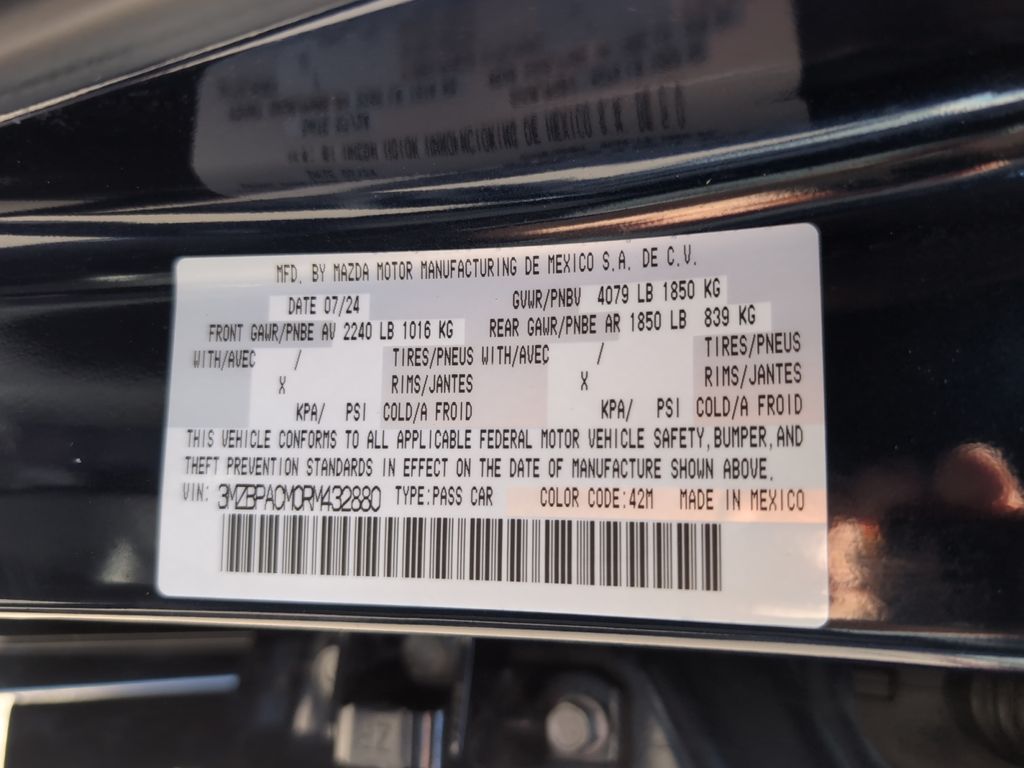 MFD. BY MAZDA MOTOR MANUFACTURING DE MEXICO S.A. DE C.V.
DATE 07/24 GVWR/PNBV 4079 LB 1850 KG
FRONT GAWR/PNBE AV 2240 LB 1016 KG REAR GAWR/PNBE AR 1850 LB 839 KG
WITH/AVEC / TIRES/PNEUS WITH/AVEC / TIRES/PNEUS
X RIMS/JANTES X RIMS/JANTES
KPA/ PSI COLD/A FROID KPA/ PSI COLD/A FROID
THIS VEHICLE CONFORMS TO ALL APPLICABLE FEDERAL MOTOR VEHICLE SAFETY, BUMPER, AND
THEFT PREVENTION STANDARDS IN EFFECT ON THE DATE OF MANUFACTURE SHOWN ABOVE.
VIN: 3MZBPACM0RM432880 TYPE:PASS CAR COLOR CODE:42M MADE IN MEXICO